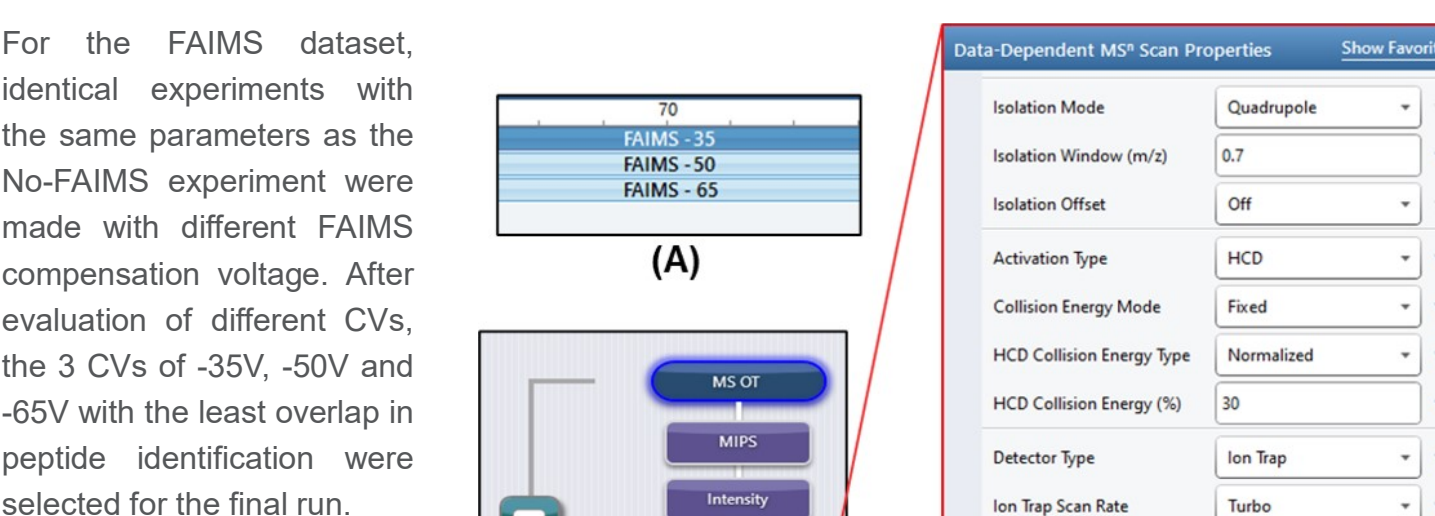 For the FAIMS dataset,
identical experiments with
the same parameters as the
No-FAIMS experiment were
made with different FAIMS
compensation voltage. After
evaluation of different CVs,
the 3 CVs of -35V, -50V and
-65V with the least overlap in
peptide identification were
selected for the final run.
70
FAIMS - 35
FAIMS - 50
FAIMS - 65
(A)
MS OT
MIPS
Intensity
Data-Dependent MSⁿ Scan Properties Show Favorit
Isolation Mode Quadrupole
Isolation Window (m/z) 0.7
Isolation Offset Off
Activation Type HCD
Collision Energy Mode Fixed
HCD Collision Energy Type Normalized
HCD Collision Energy (%) 30
Detector Type Ion Trap
Ion Trap Scan Rate Turbo